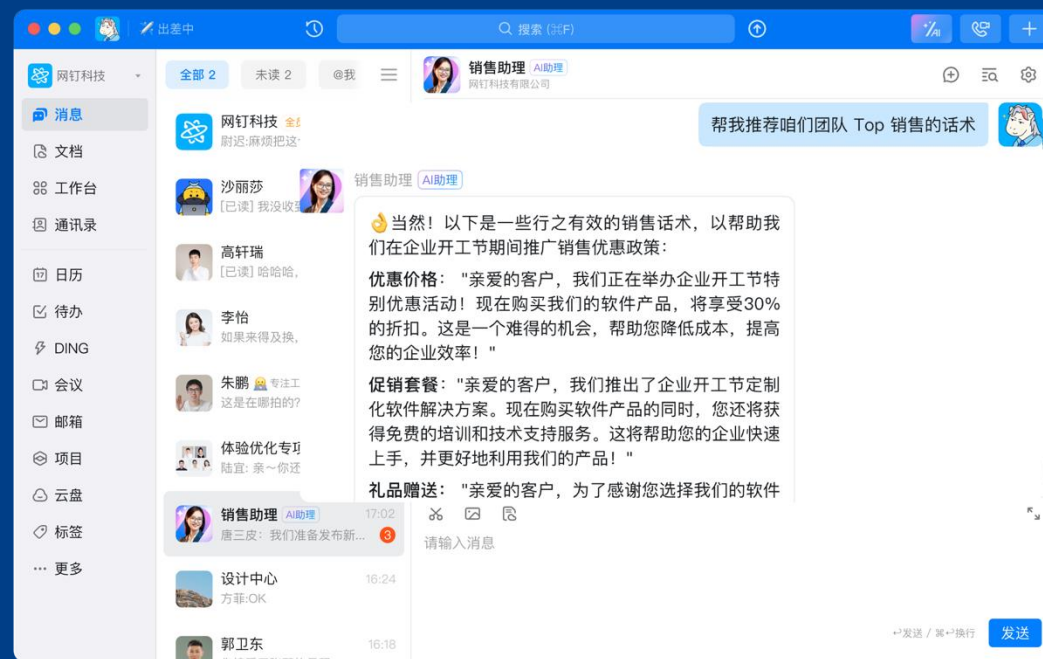 出差中
搜索 (⌘F)
AI
网钉科技
消息
文档
工作台
通讯录
日历
待办
DING
会议
邮箱
项目
云盘
标签
更多
全部 2
未读 2
@我
网钉科技
尉迟:麻烦把这
沙丽莎
[已读] 我没收
高轩瑞
[已读] 哈哈哈,
李怡
如果来得及换,
朱鹏 专注工
这是在哪拍的?
体验优化专
陆宜: 亲~你还
销售助理 AI助理 17:02
唐三皮: 我们准备发布新... 3
设计中心 16:24
方菲:OK
郭卫东 16:18
销售助理 AI助理
网钉科技有限公司
帮我推荐咱们团队 Top 销售的话术
销售助理 AI助理
👌当然！以下是一些行之有效的销售话术，以帮助我
们在企业开工节期间推广销售优惠政策：
优惠价格： "亲爱的客户，我们正在举办企业开工节特
别优惠活动！现在购买我们的软件产品，将享受30%
的折扣。这是一个难得的机会，帮助您降低成本，提高
您的企业效率！"
促销套餐："亲爱的客户，我们推出了企业开工节定制
化软件解决方案。现在购买软件产品的同时，您还将获
得免费的培训和技术支持服务。这将帮助您的企业快速
上手，并更好地利用我们的产品！"
礼品赠送： "亲爱的客户，为了感谢您选择我们的软件
请输入消息
↩发送 / ⌘↩换行
发送